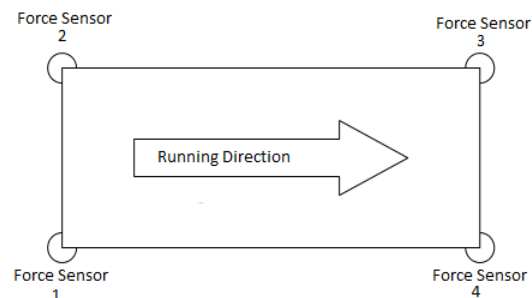 Force Sensor
2
Force Sensor
3
Running Direction
Force Sensor
1
Force Sensor
4